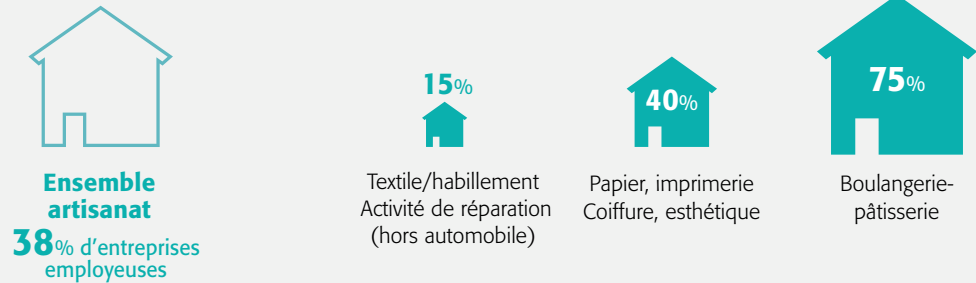 Ensemble
artisanat
38% d'entreprises
employeuses
15%
Textile/habillement
Activité de réparation
(hors automobile)
40%
Papier, imprimerie
Coiffure, esthétique
75%
Boulangerie-
pâtisserie